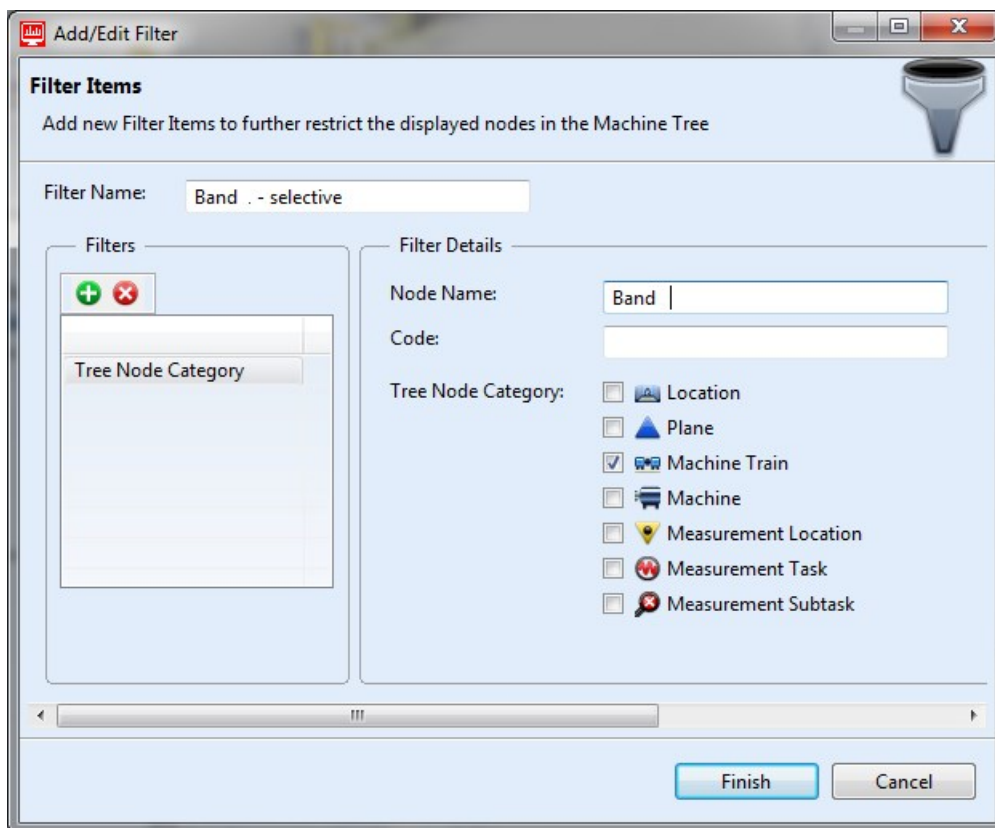 Add/Edit Filter
Filter Items
Add new Filter Items to further restrict the displayed nodes in the Machine Tree
Filter Name: Band . - selective
Filters
Tree Node Category
Filter Details
Node Name: Band
Code:
Tree Node Category:
Location
Plane
Machine Train
Machine
Measurement Location
Measurement Task
Measurement Subtask
Finish Cancel